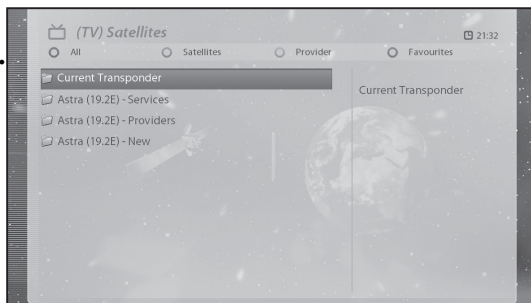 (TV) Satellites
21:32
All Satellites Provider Favourites
Current Transponder
Current Transponder
Astra (19.2E) - Services
Astra (19.2E) - Providers
Astra (19.2E) - New